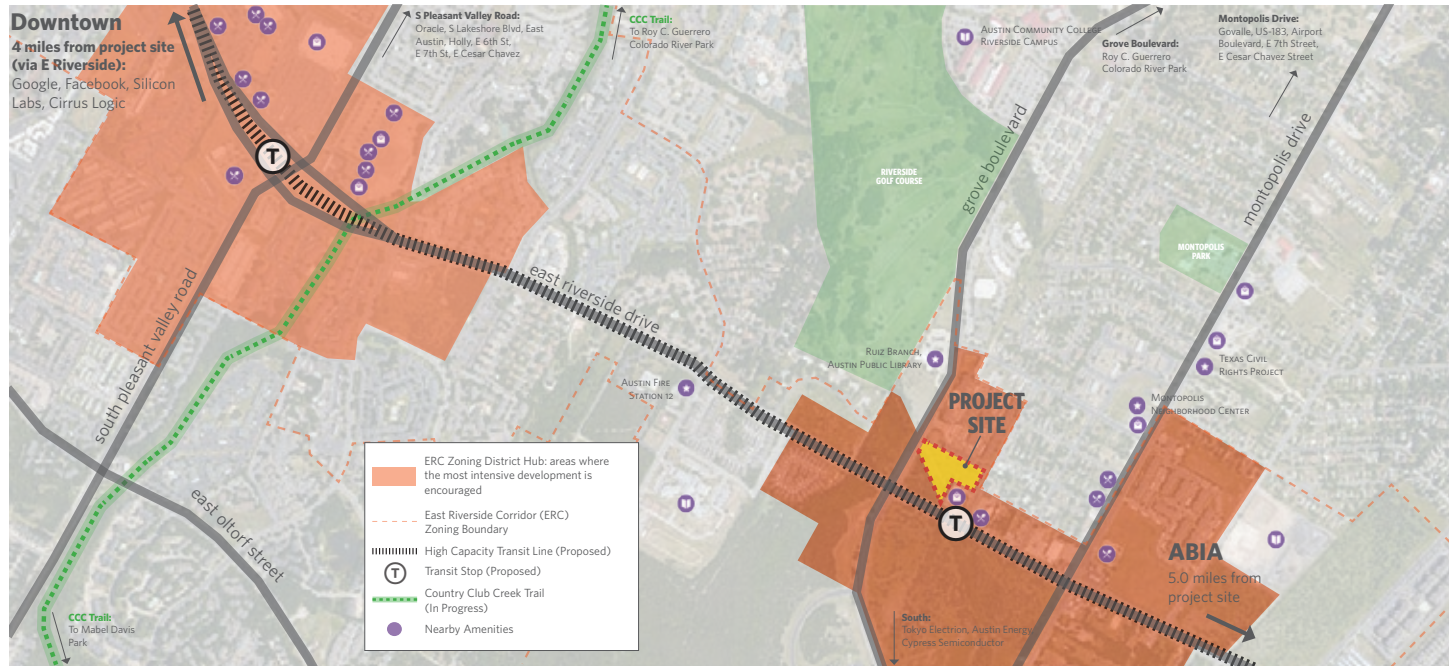 Downtown
4 miles from project site
(via E Riverside):
Google, Facebook, Silicon
Labs, Cirrus Logic
S Pleasant Valley Road:
Oracle, S Lakeshore Blvd, East
Austin, Holly, E 6th St,
E 7th St, E Cesar Chavez
CCC Trail:
To Roy C. Guerrero
Colorado River Park
Austin Community College
Riverside Campus
Grove Boulevard:
Roy C. Guerrero
Colorado River Park
Montopolis Drive:
Govalle, US-183, Airport
Boulevard, E 7th Street,
E Cesar Chavez Street
T
RIVERSIDE
GOLF COURSE
grove boulevard
montopolis drive
MONTOPOLIS
PARK
south pleasant valley road
east riverside drive
Ruiz Branch,
Austin Public Library
Texas Civil
Rights Project
Austin Fire
Station 12
PROJECT
SITE
Montopolis
Neighborhood Center
east oltorf street
ERC Zoning District Hub: areas where
the most intensive development is
encouraged
East Riverside Corridor (ERC)
Zoning Boundary
High Capacity Transit Line (Proposed)
T
Transit Stop (Proposed)
Country Club Creek Trail
(In Progress)
Nearby Amenities
T
ABIA
5.0 miles from
project site
CCC Trail:
To Mabel Davis
Park
South:
Tokyo Electrion, Austin Energy
Cypress Semiconductor